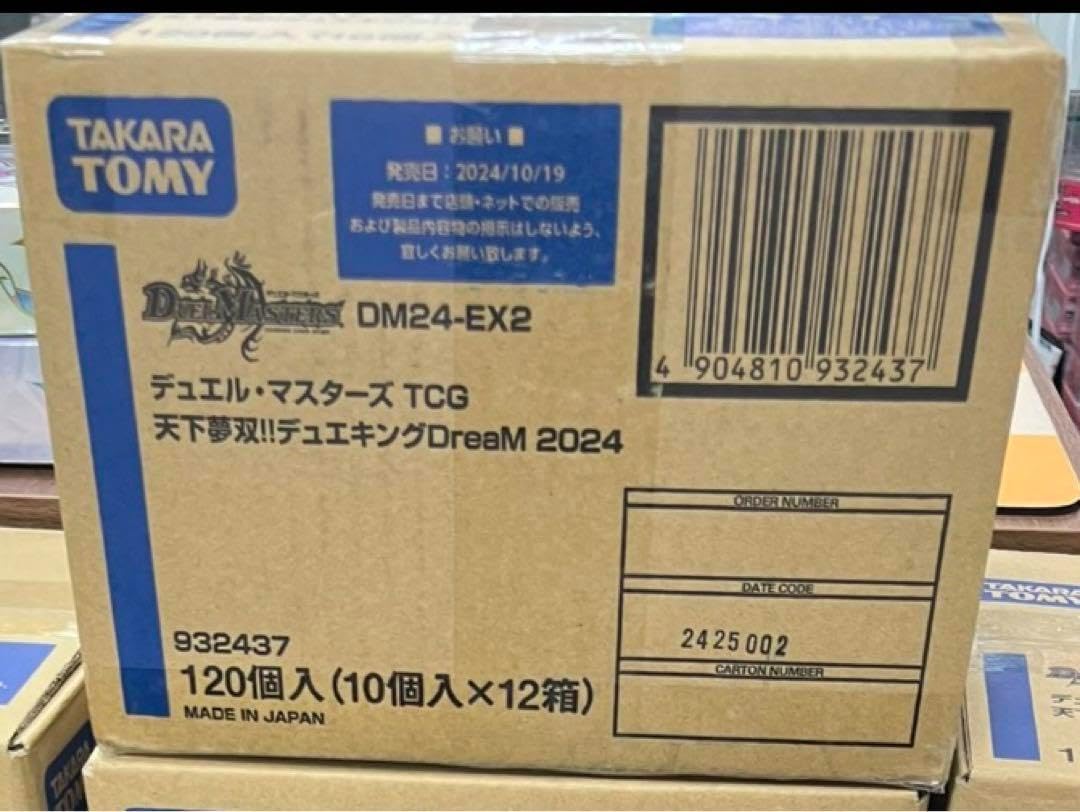 TAKARA
TOMY
■ お願い ■
発売日：2024/10/19
発売日まで店頭・ネットでの販売
および製品内容物の掲示はしないよう、
宜しくお願い致します。
4 904810 932437
DUEL MASTERS DM24-EX2
デュエル・マスターズ TCG
天下夢双!!デュエキングDreaM 2024
ORDER NUMBER
DATE CODE
2425002
CARTON NUMBER
932437
120個入(10個入×12箱)
MADE IN JAPAN
TAKARA
TOMY